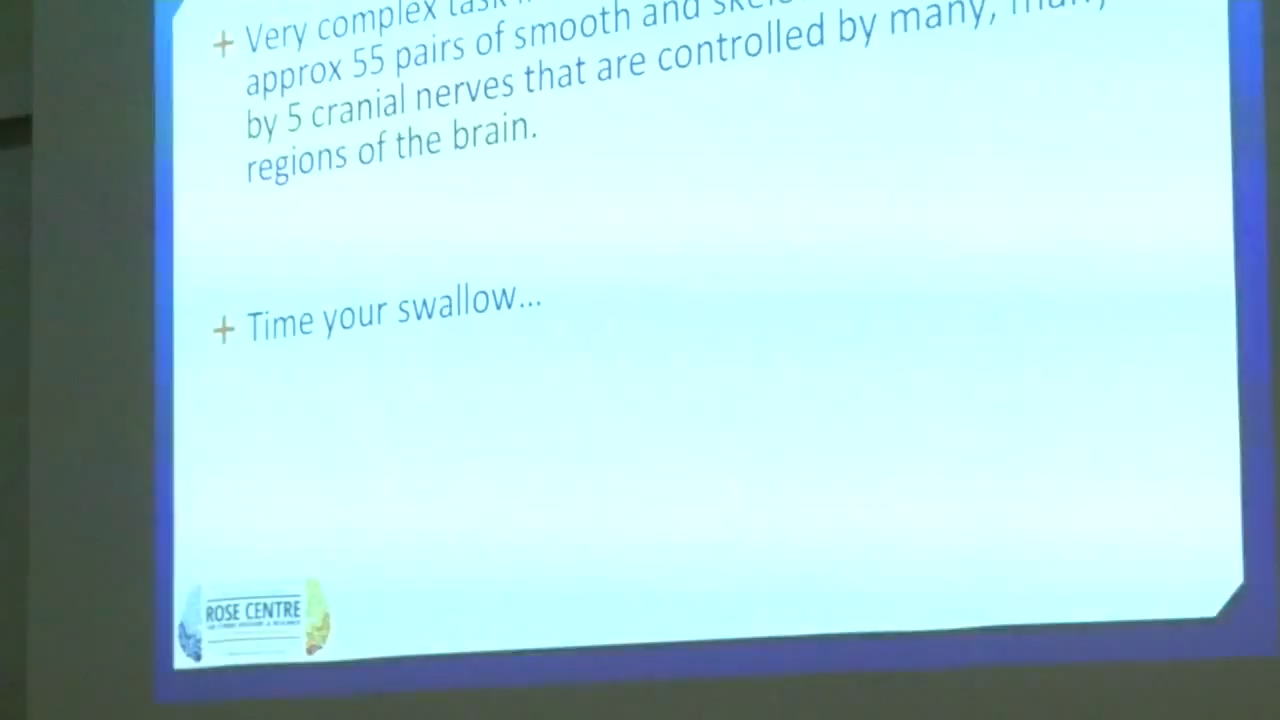 + Very complex task
approx 55 pairs of smooth and
by 5 cranial nerves that are controlled by many,
regions of the brain.
+ Time your swallow...
ROSE CENTRE